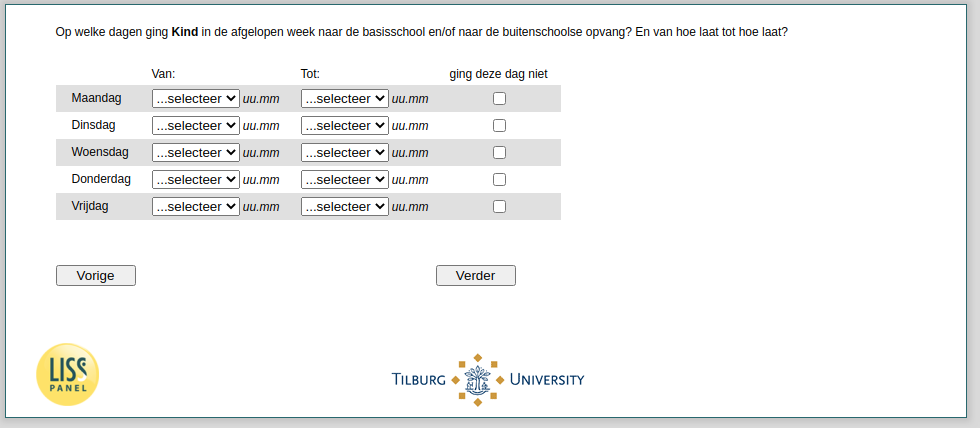 Op welke dagen ging Kind in de afgelopen week naar de basisschool en/of naar de buitenschoolse opvang? En van hoe laat tot hoe laat?
Van: Tot: ging deze dag niet
Maandag ...selecteer uu.mm ...selecteer uu.mm
Dinsdag ...selecteer uu.mm ...selecteer uu.mm
Woensdag ...selecteer uu.mm ...selecteer uu.mm
Donderdag ...selecteer uu.mm ...selecteer uu.mm
Vrijdag ...selecteer uu.mm ...selecteer uu.mm
Vorige Verder
LISS
PANEL
TILBURG UNIVERSITY